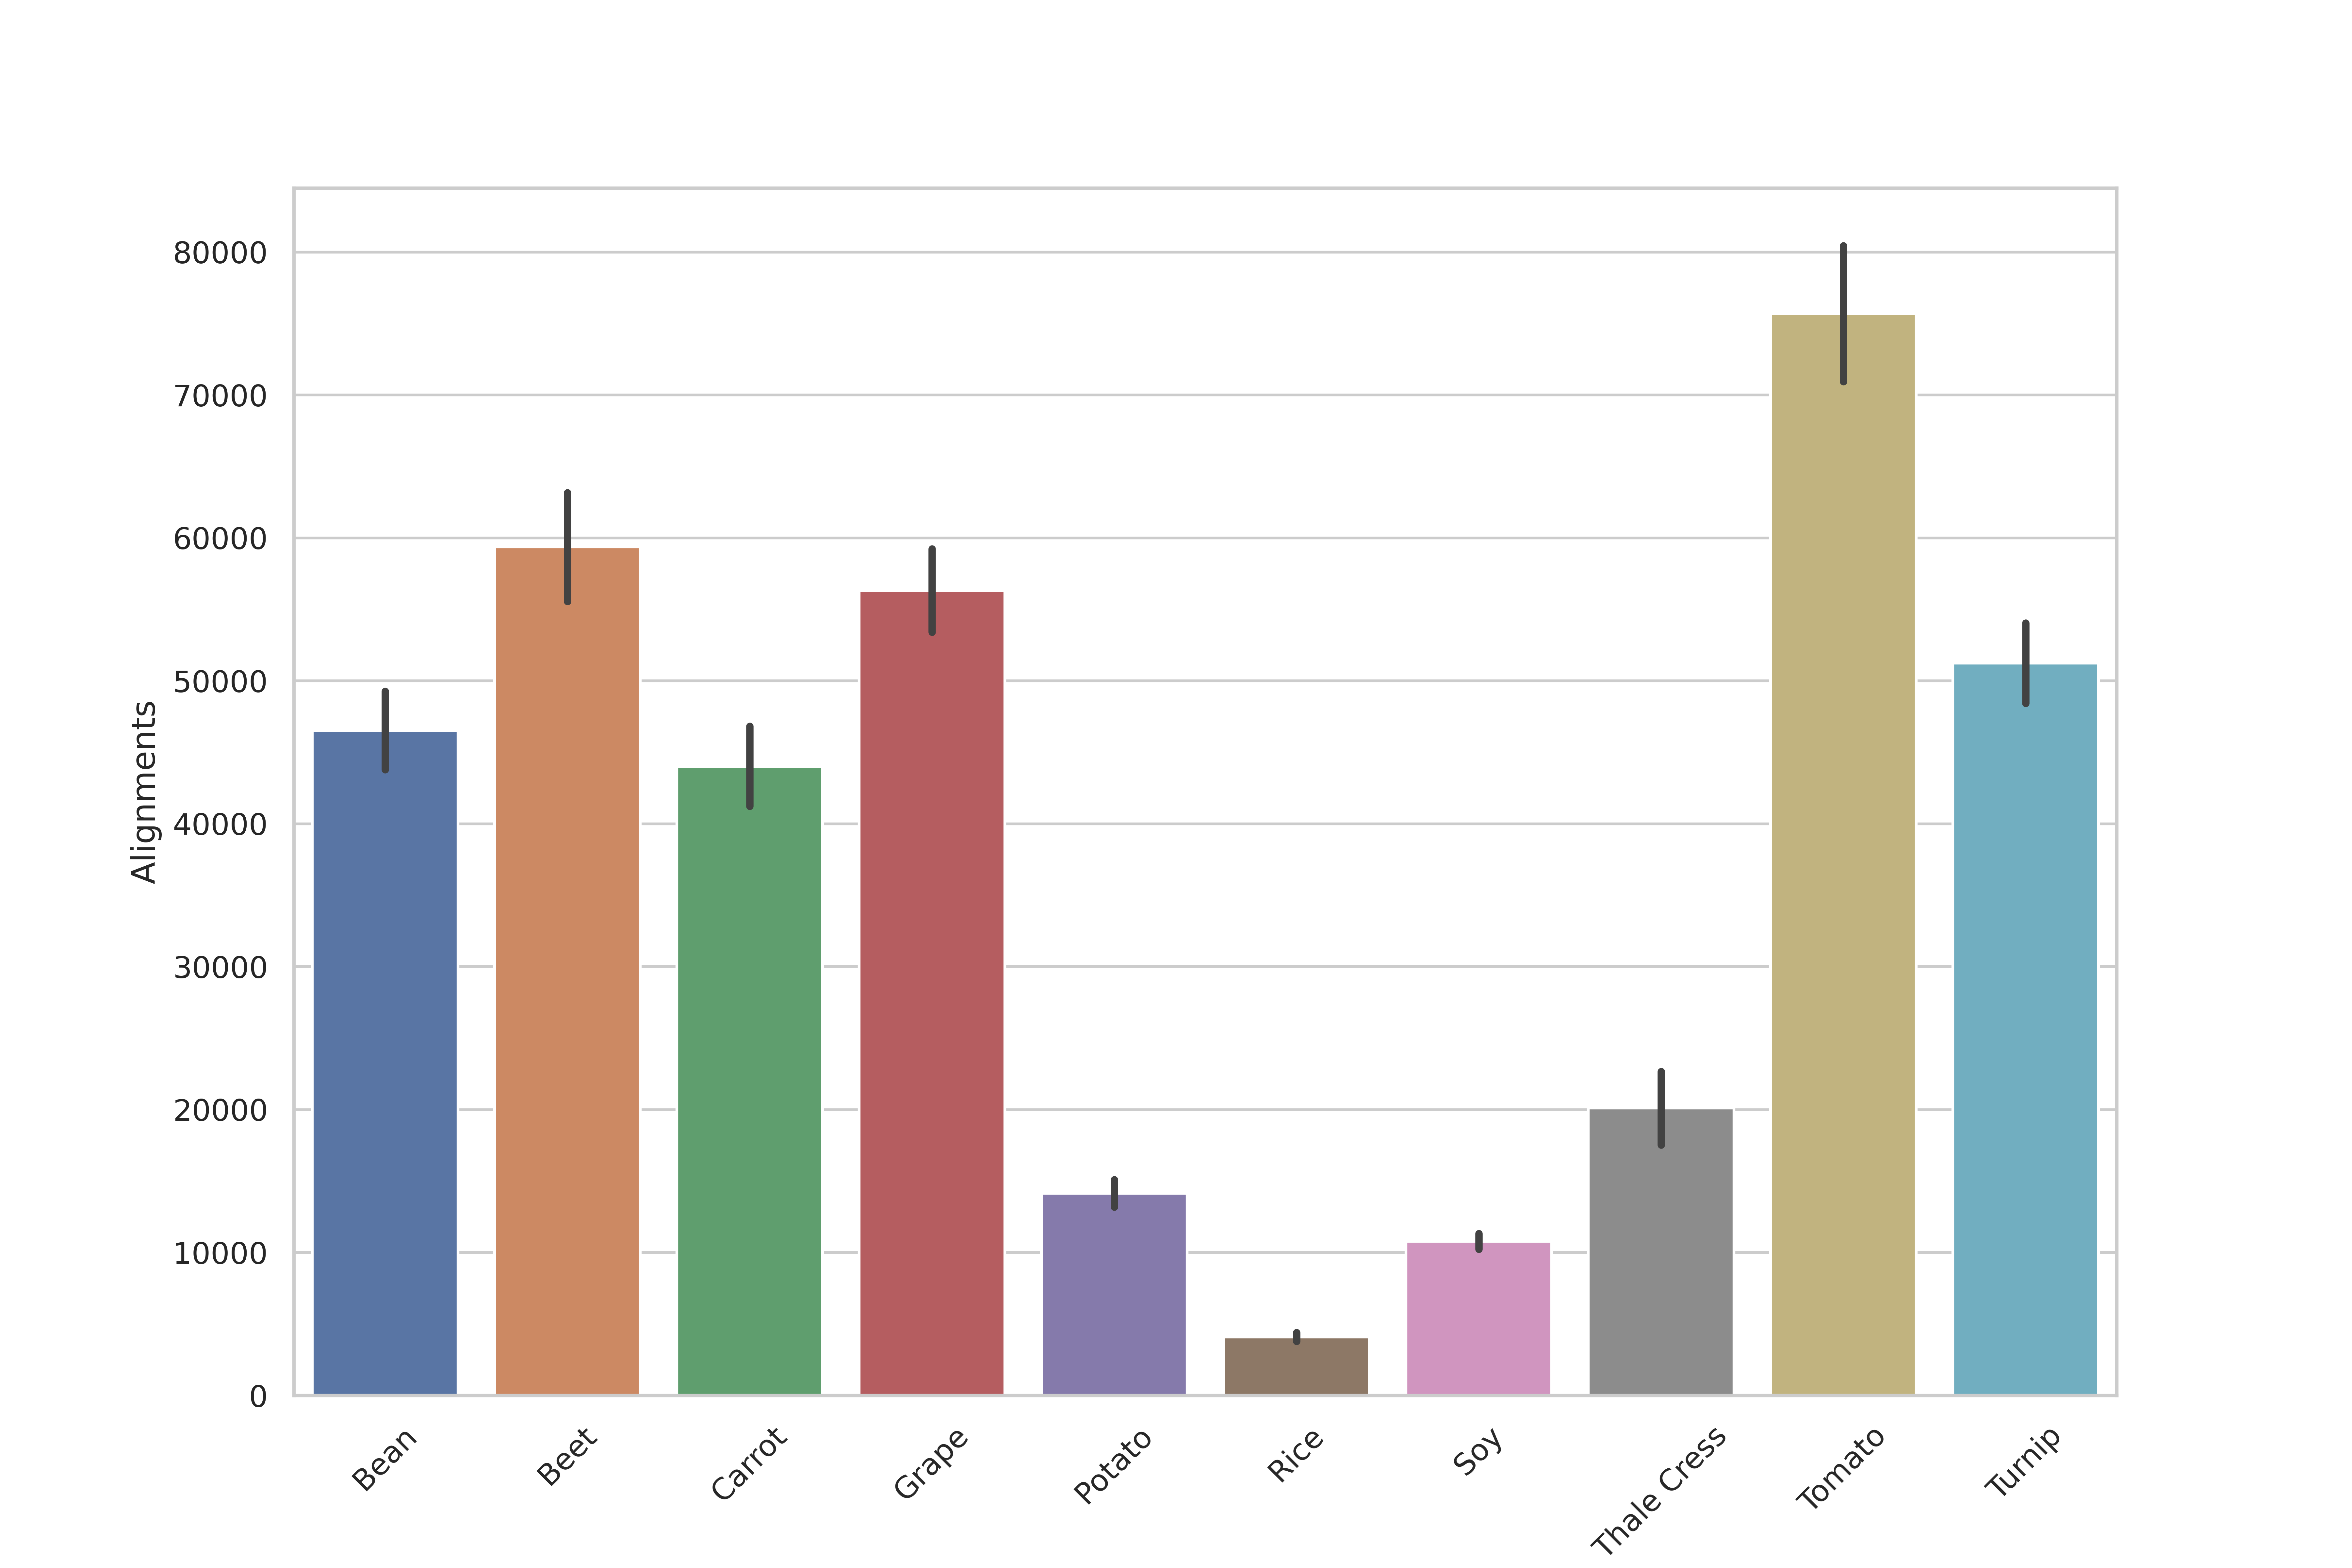 80000
70000
60000
50000
40000
30000
20000
10000
0
Alignments
Bean
Beet
Carrot
Grape
Potato
Rice
Soy
Thale Cress
Tomato
Turnip